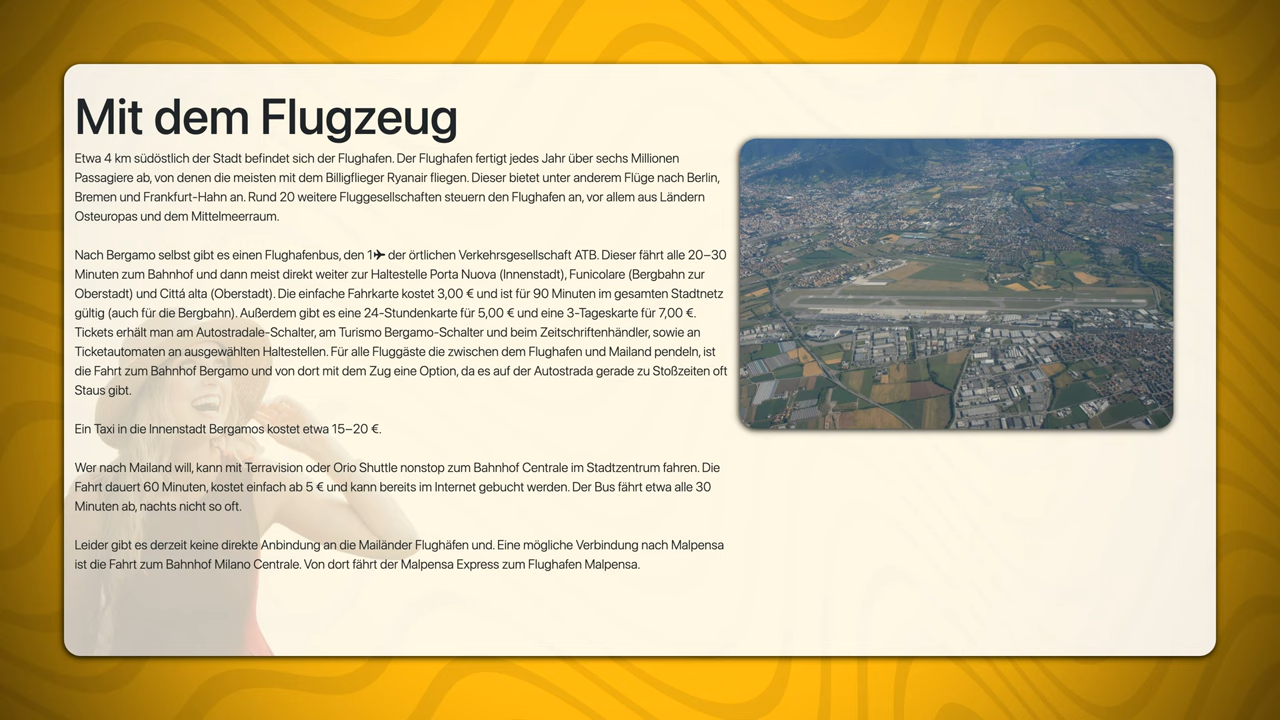 Mit dem Flugzeug
Etwa 4 km südöstlich der Stadt befindet sich der Flughafen. Der Flughafen fertigt jedes Jahr über sechs Millionen
Passagiere ab, von denen die meisten mit dem Billigflieger Ryanair fliegen. Dieser bietet unter anderem Flüge nach Berlin,
Bremen und Frankfurt-Hahn an. Rund 20 weitere Fluggesellschaften steuern den Flughafen an, vor allem aus Ländern
Osteuropas und dem Mittelmeerraum.
Nach Bergamo selbst gibt es einen Flughafenbus, den 1✈ der örtlichen Verkehrsgesellschaft ATB. Dieser fährt alle 20–30
Minuten zum Bahnhof und dann meist direkt weiter zur Haltestelle Porta Nuova (Innenstadt), Funicolare (Bergbahn zur
Oberstadt) und Cittá alta (Oberstadt). Die einfache Fahrkarte kostet 3,00 € und ist für 90 Minuten im gesamten Stadtnetz
gültig (auch für die Bergbahn). Außerdem gibt es eine 24-Stundenkarte für 5,00 € und eine 3-Tageskarte für 7,00 €.
Tickets erhält man am Autostradale-Schalter, am Turismo Bergamo-Schalter und beim Zeitschriftenhändler, sowie an
Ticketautomaten an ausgewählten Haltestellen. Für alle Fluggäste die zwischen dem Flughafen und Mailand pendeln, ist
die Fahrt zum Bahnhof Bergamo und von dort mit dem Zug eine Option, da es auf der Autostrada gerade zu Stoßzeiten oft
Staus gibt.
Ein Taxi in die Innenstadt Bergamos kostet etwa 15–20 €.
Wer nach Mailand will, kann mit Terravision oder Orio Shuttle nonstop zum Bahnhof Centrale im Stadtzentrum fahren. Die
Fahrt dauert 60 Minuten, kostet einfach ab 5 € und kann bereits im Internet gebucht werden. Der Bus fährt etwa alle 30
Minuten ab, nachts nicht so oft.
Leider gibt es derzeit keine direkte Anbindung an die Mailänder Flughäfen und. Eine mögliche Verbindung nach Malpensa
ist die Fahrt zum Bahnhof Milano Centrale. Von dort fährt der Malpensa Express zum Flughafen Malpensa.